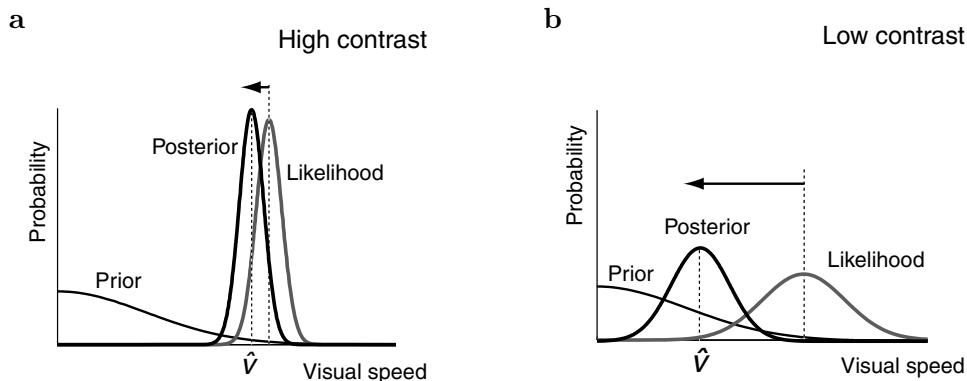 a
High contrast
Probability
Posterior
Likelihood
Prior
v̂
Visual speed
b
Low contrast
Probability
Posterior
Likelihood
Prior
v̂
Visual speed